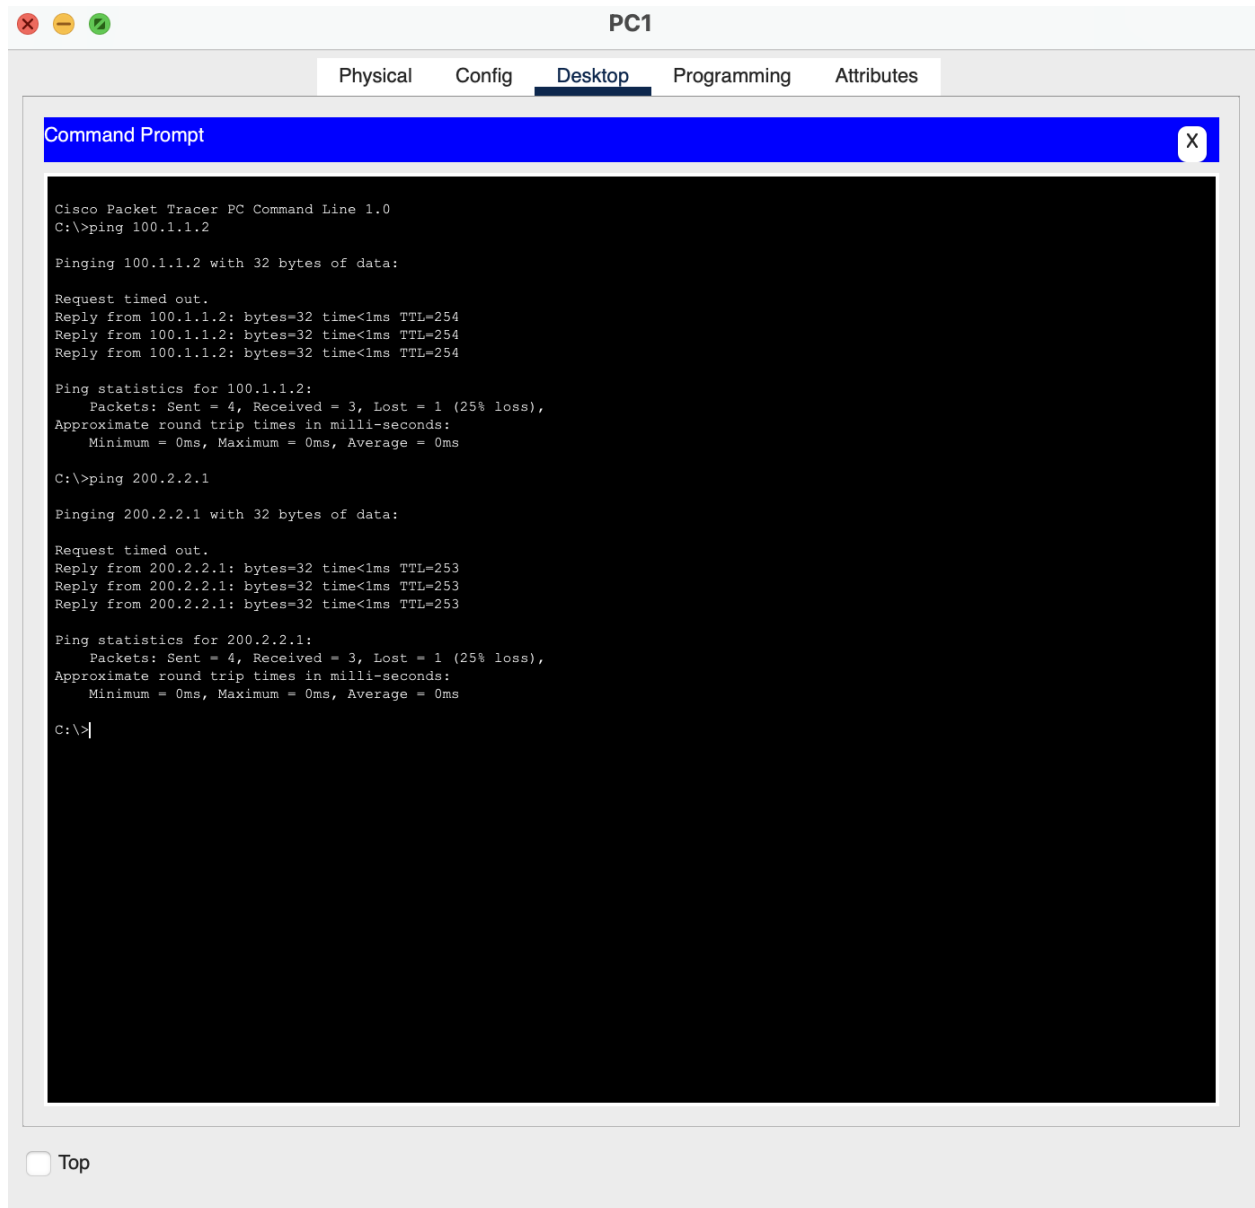 PC1
Physical Config Desktop Programming Attributes
Command Prompt
X
Cisco Packet Tracer PC Command Line 1.0
C:\>ping 100.1.1.2
Pinging 100.1.1.2 with 32 bytes of data:
Request timed out.
Reply from 100.1.1.2: bytes=32 time<1ms TTL=254
Reply from 100.1.1.2: bytes=32 time<1ms TTL=254
Reply from 100.1.1.2: bytes=32 time<1ms TTL=254
Ping statistics for 100.1.1.2:
    Packets: Sent = 4, Received = 3, Lost = 1 (25% loss),
Approximate round trip times in milli-seconds:
    Minimum = 0ms, Maximum = 0ms, Average = 0ms
C:\>ping 200.2.2.1
Pinging 200.2.2.1 with 32 bytes of data:
Request timed out.
Reply from 200.2.2.1: bytes=32 time<1ms TTL=253
Reply from 200.2.2.1: bytes=32 time<1ms TTL=253
Reply from 200.2.2.1: bytes=32 time<1ms TTL=253
Ping statistics for 200.2.2.1:
    Packets: Sent = 4, Received = 3, Lost = 1 (25% loss),
Approximate round trip times in milli-seconds:
    Minimum = 0ms, Maximum = 0ms, Average = 0ms
C:\>
Top